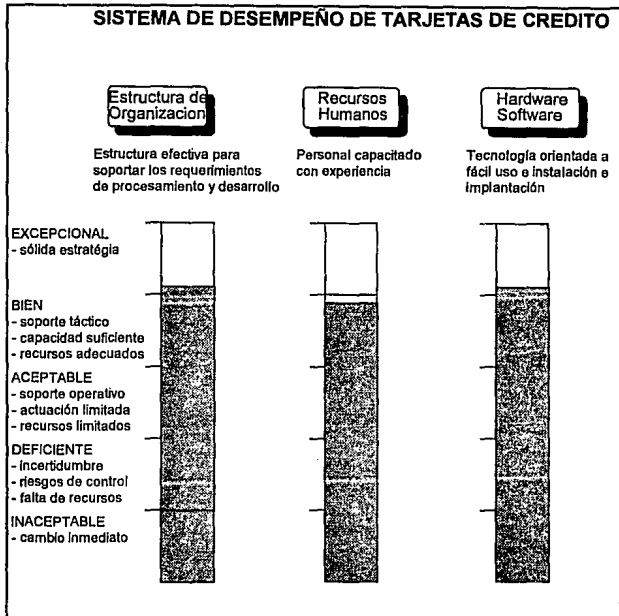 SISTEMA DE DESEMPEÑO DE TARJETAS DE CREDITO
Estructura de
Organizacion
Recursos
Humanos
Hardware
Software
Estructura efectiva para
soportar los requerimientos
de procesamiento y desarrollo
Personal capacitado
con experiencia
Tecnología orientada a
fácil uso e instalación e
implantación
EXCEPCIONAL
- sólida estratégia
BIEN
- soporte táctico
- capacidad suficiente
- recursos adecuados
ACEPTABLE
- soporte operativo
- actuación limitada
- recursos limitados
DEFICIENTE
- incertidumbre
- riesgos de control
- falta de recursos
INACEPTABLE
- cambio inmediato